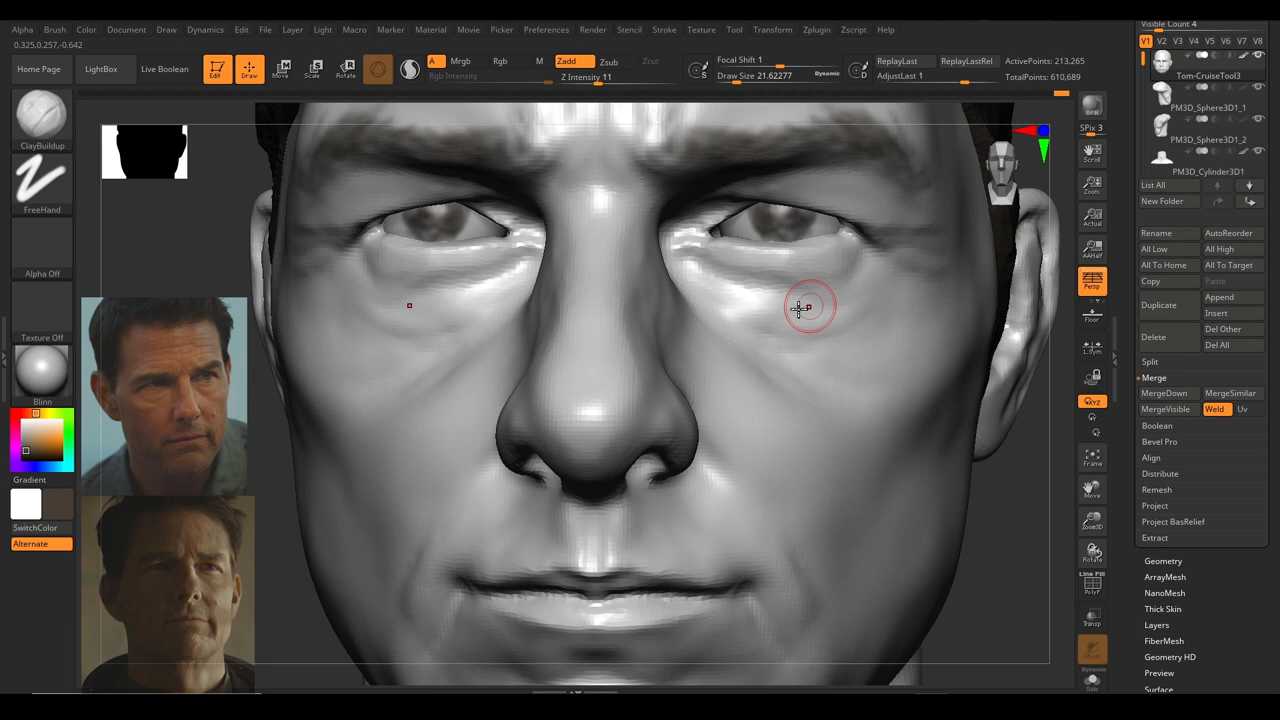 Alpha Brush Color Document Draw Dynamics Edit File Layer Light Macro Marker Material Movie Picker Preferences Render Stencil Stroke Texture Tool Transform Zplugin Zscript Help
0.325,0.257,-0.642
Home Page
LightBox
Live Boolean
Edit
Draw
Move
Scale
Rotate
A
Mrgb
Rgb
M
Rgb Intensity
Zadd
Zsub
Zcut
Z Intensity 11
S
Focal Shift 1
Draw Size 21.62277
Dynamic
D
ReplayLast
ReplayLastRel
AdjustLast 1
ActivePoints: 213,265
TotalPoints: 610,689
ClayBuildup
FreeHand
Alpha Off
Texture Off
Blinn
Gradient
SwitchColor
Alternate
BPR
SPix 3
Scroll
Zoom
Actual
AAHalf
Persp
Floor
L.Sym
XYZ
Frame
Move
Zoom3D
Rotate
Line Fill
PolyF
Transp
Ghost
Dynamic
Solo
Visible Count 4
V1 V2 V3 V4 V5 V6 V7 V8
Tom-CruiseTool3
PM3D_Sphere3D1_1
PM3D_Sphere3D1_2
PM3D_Cylinder3D1
List All
New Folder
Rename
AutoReorder
All Low
All High
All To Home
All To Target
Copy
Paste
Duplicate
Append
Insert
Delete
Del Other
Del All
Split
Merge
MergeDown
MergeSimilar
MergeVisible
Weld
Uv
Boolean
Bevel Pro
Align
Distribute
Remesh
Project
Project BasRelief
Extract
Geometry
ArrayMesh
NanoMesh
Thick Skin
Layers
FiberMesh
Geometry HD
Preview
Surface